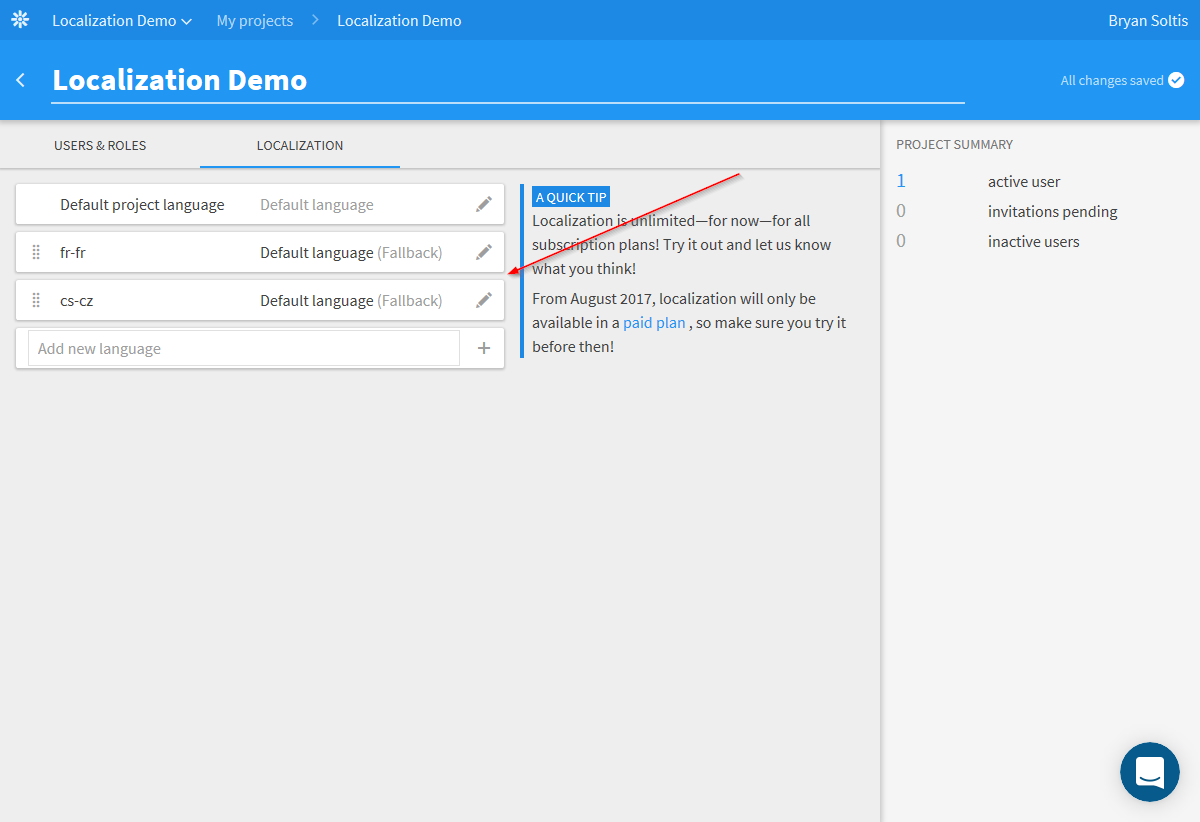 Localization Demo My projects Localization Demo Bryan Soltis
Localization Demo
All changes saved
USERS & ROLES LOCALIZATION
Default project language Default language
fr-fr Default language (Fallback)
cs-cz Default language (Fallback)
Add new language
A QUICK TIP
Localization is unlimited—for now—for all
subscription plans! Try it out and let us know
what you think!
From August 2017, localization will only be
available in a paid plan , so make sure you try it
before then!
PROJECT SUMMARY
1 active user
0 invitations pending
0 inactive users